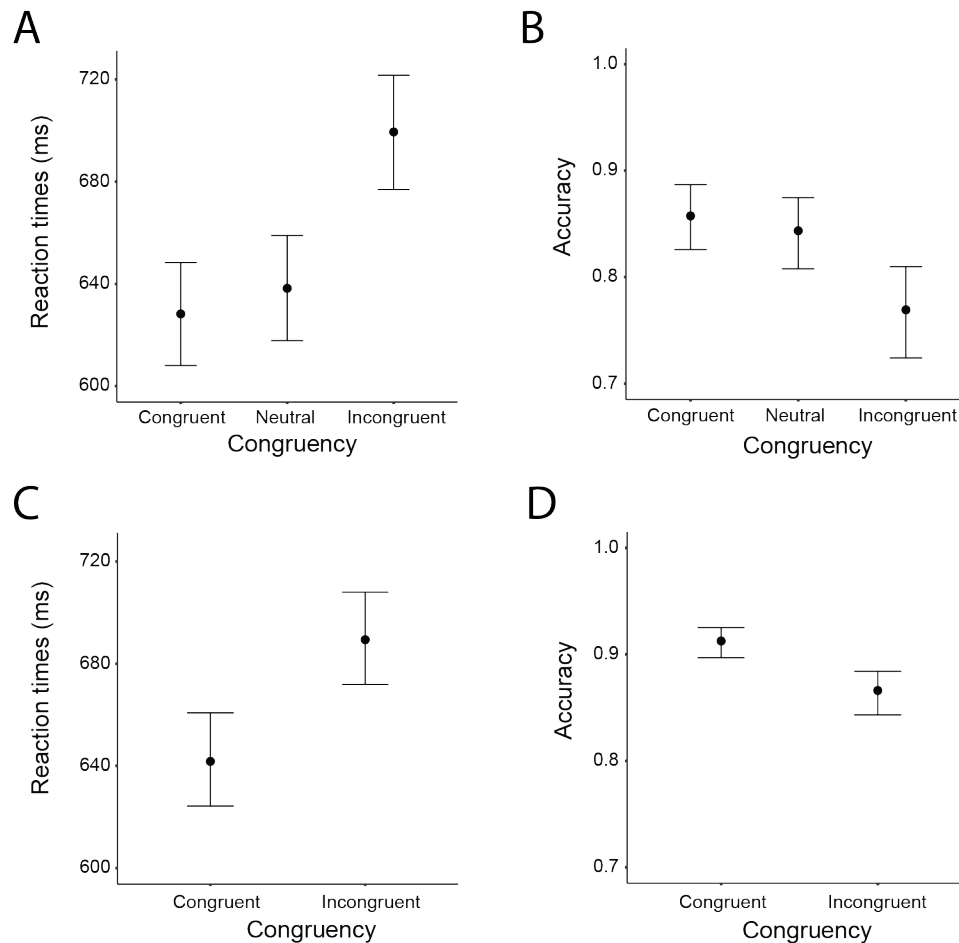 A
Reaction times (ms)
720
680
640
600
Congruent Neutral Incongruent
Congruency
B
Accuracy
1.0
0.9
0.8
0.7
Congruent Neutral Incongruent
Congruency
C
Reaction times (ms)
720
680
640
600
Congruent Incongruent
Congruency
D
Accuracy
1.0
0.9
0.8
0.7
Congruent Incongruent
Congruency